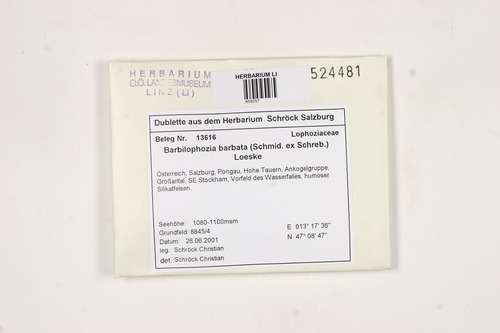 HERBARIUM
O.Ö. LANDESMUSEUM
LINZ (LI)
HERBARIUM LI
524481
Dublette aus dem Herbarium Schröck Salzburg
Beleg Nr. 13616 Lophoziaceae
Barbilophozia barbata (Schmid. ex Schreb.)
Loeske
Österreich, Salzburg, Pongau, Hohe Tauern, Ankogelgruppe,
Großarltal, SE Stockham, Vorfeld des Wasserfalles, humoser
Silikatfelsen.
Seehöhe: 1080-1100msm
E 013° 17' 36"
Grundfeld: 8845/4
N 47° 08' 47"
Datum: 26.06.2001
leg.: Schröck Christian
det.: Schröck Christian